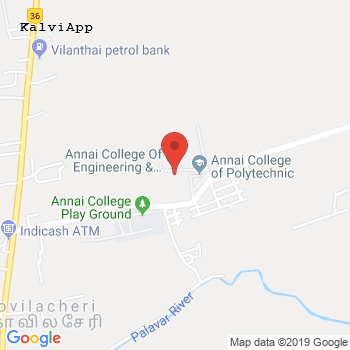 36
KalviApp
Vilanthai petrol bank
Annai College Of
Engineering &...
Annai College
of Polytechnic
Annai College
Play Ground
Indicash ATM
Palavar River
ovilacheri
காவிலசேரி
Map data ©2019 Google